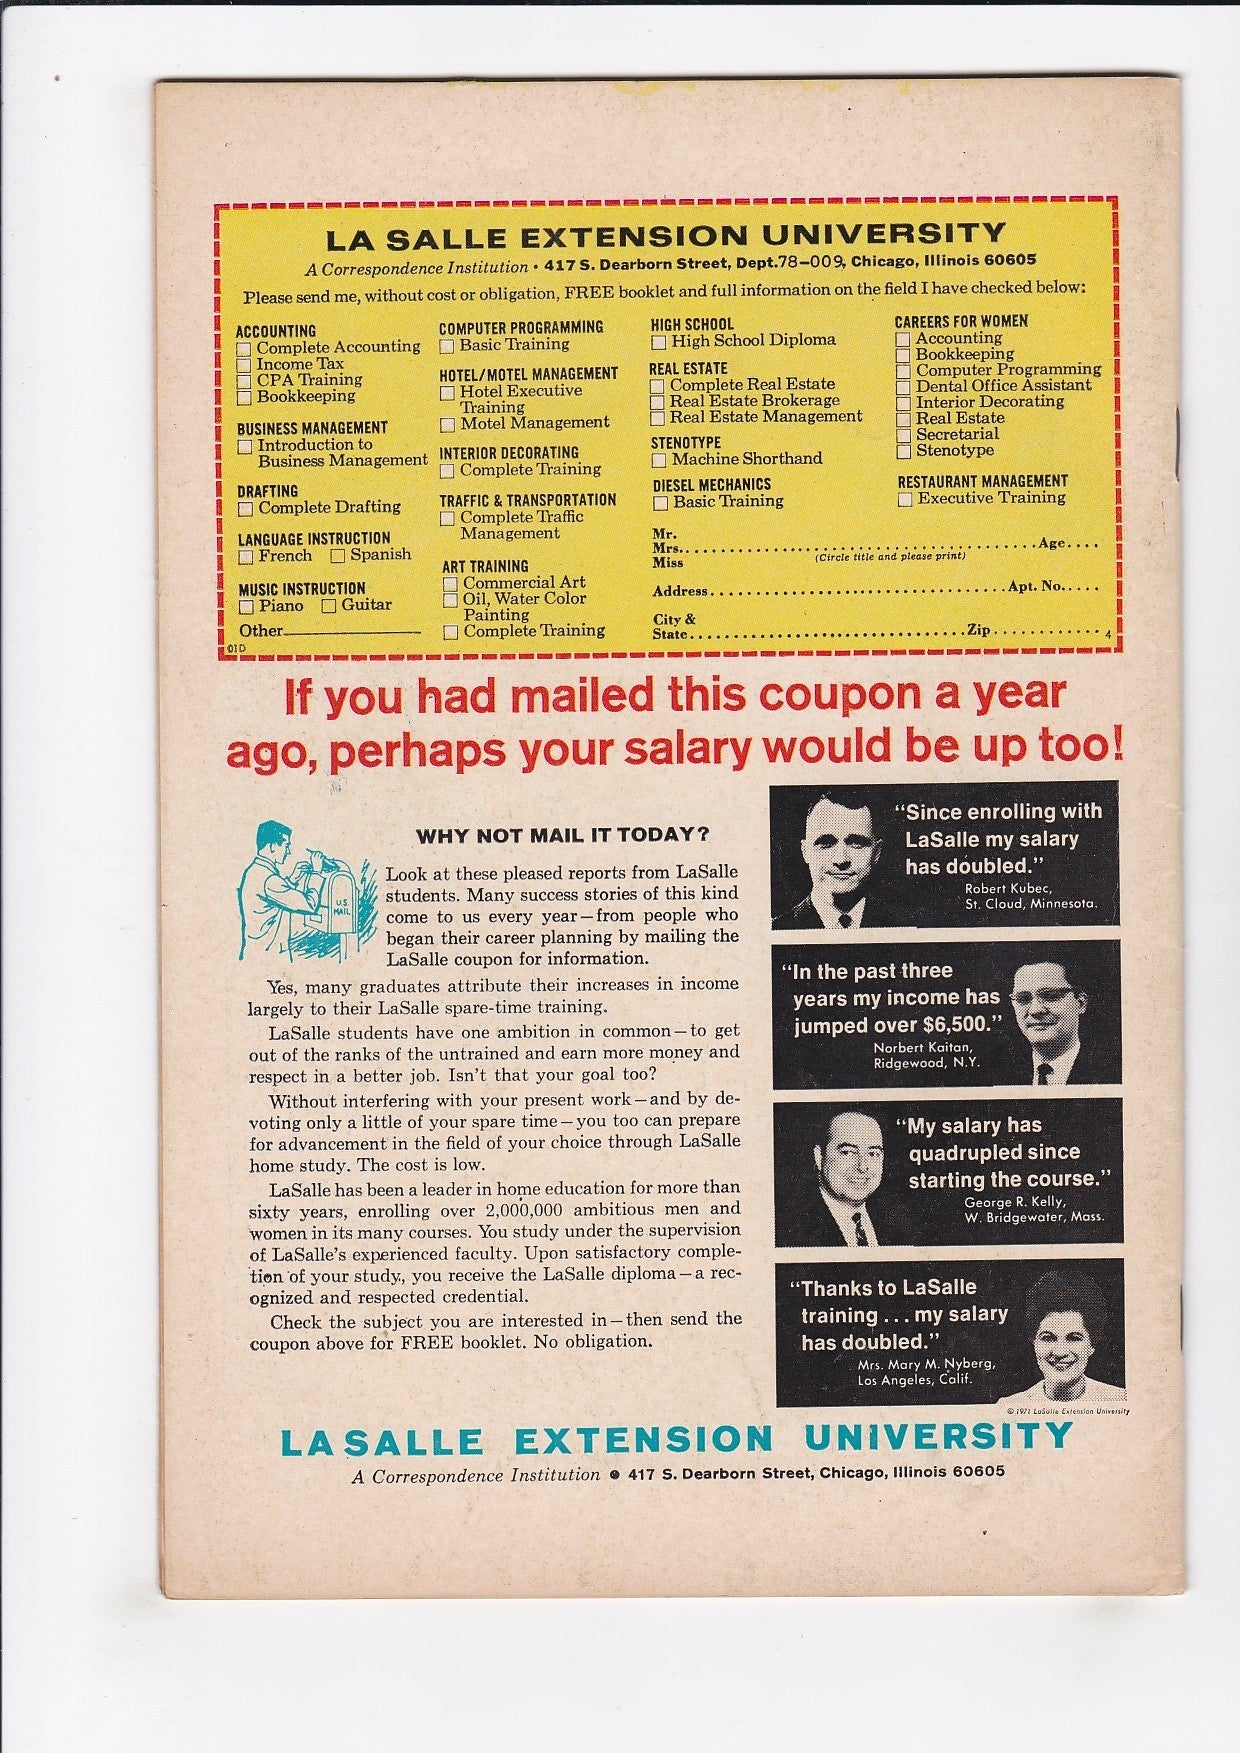 LA SALLE EXTENSION UNIVERSITY
A Correspondence Institution • 417 S. Dearborn Street, Dept.78-009, Chicago, Illinois 60605
Please send me, without cost or obligation, FREE booklet and full information on the field I have checked below:
ACCOUNTING
Complete Accounting
Income Tax
CPA Training
Bookkeeping
BUSINESS MANAGEMENT
Introduction to
Business Management
DRAFTING
Complete Drafting
LANGUAGE INSTRUCTION
French Spanish
MUSIC INSTRUCTION
Piano Guitar
Other
01D
COMPUTER PROGRAMMING
Basic Training
HOTEL/MOTEL MANAGEMENT
Hotel Executive
Training
Motel Management
INTERIOR DECORATING
Complete Training
TRAFFIC & TRANSPORTATION
Complete Traffic
Management
ART TRAINING
Commercial Art
Oil, Water Color
Painting
Complete Training
HIGH SCHOOL
High School Diploma
REAL ESTATE
Complete Real Estate
Real Estate Brokerage
Real Estate Management
STENOTYPE
Machine Shorthand
DIESEL MECHANICS
Basic Training
CAREERS FOR WOMEN
Accounting
Bookkeeping
Computer Programming
Dental Office Assistant
Interior Decorating
Real Estate
Secretarial
Stenotype
RESTAURANT MANAGEMENT
Executive Training
Mr.
Mrs. Age
(Circle title and please print)
Miss
Address Apt. No.
City &
State Zip 4
If you had mailed this coupon a year
ago, perhaps your salary would be up too!
WHY NOT MAIL IT TODAY?
U.S.
MAIL
Look at these pleased reports from LaSalle
students. Many success stories of this kind
come to us every year—from people who
began their career planning by mailing the
LaSalle coupon for information.
Yes, many graduates attribute their increases in income
largely to their LaSalle spare-time training.
LaSalle students have one ambition in common—to get
out of the ranks of the untrained and earn more money and
respect in a better job. Isn't that your goal too?
Without interfering with your present work—and by de-
voting only a little of your spare time—you too can prepare
for advancement in the field of your choice through LaSalle
home study. The cost is low.
LaSalle has been a leader in home education for more than
sixty years, enrolling over 2,000,000 ambitious men and
women in its many courses. You study under the supervision
of LaSalle's experienced faculty. Upon satisfactory comple-
tion of your study, you receive the LaSalle diploma—a rec-
ognized and respected credential.
Check the subject you are interested in—then send the
coupon above for FREE booklet. No obligation.
"Since enrolling with
LaSalle my salary
has doubled."
Robert Kubec,
St. Cloud, Minnesota.
"In the past three
years my income has
jumped over $6,500."
Norbert Kaitan,
Ridgewood, N.Y.
"My salary has
quadrupled since
starting the course."
George R. Kelly,
W. Bridgewater, Mass.
"Thanks to LaSalle
training ... my salary
has doubled."
Mrs. Mary M. Nyberg,
Los Angeles, Calif.
© 1971 LaSalle Extension University
LA SALLE EXTENSION UNIVERSITY
A Correspondence Institution • 417 S. Dearborn Street, Chicago, Illinois 60605